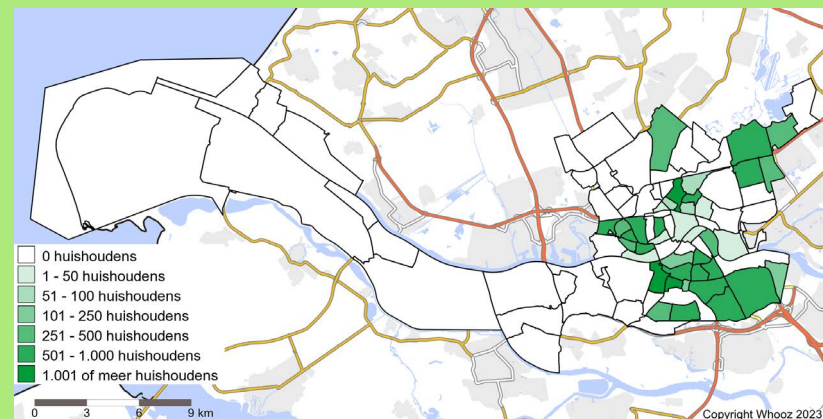 0 huishoudens
1 - 50 huishoudens
51 - 100 huishoudens
101 - 250 huishoudens
251 - 500 huishoudens
501 - 1.000 huishoudens
1.001 of meer huishoudens
0 3 6 9 km
Copyright Whooz 2023